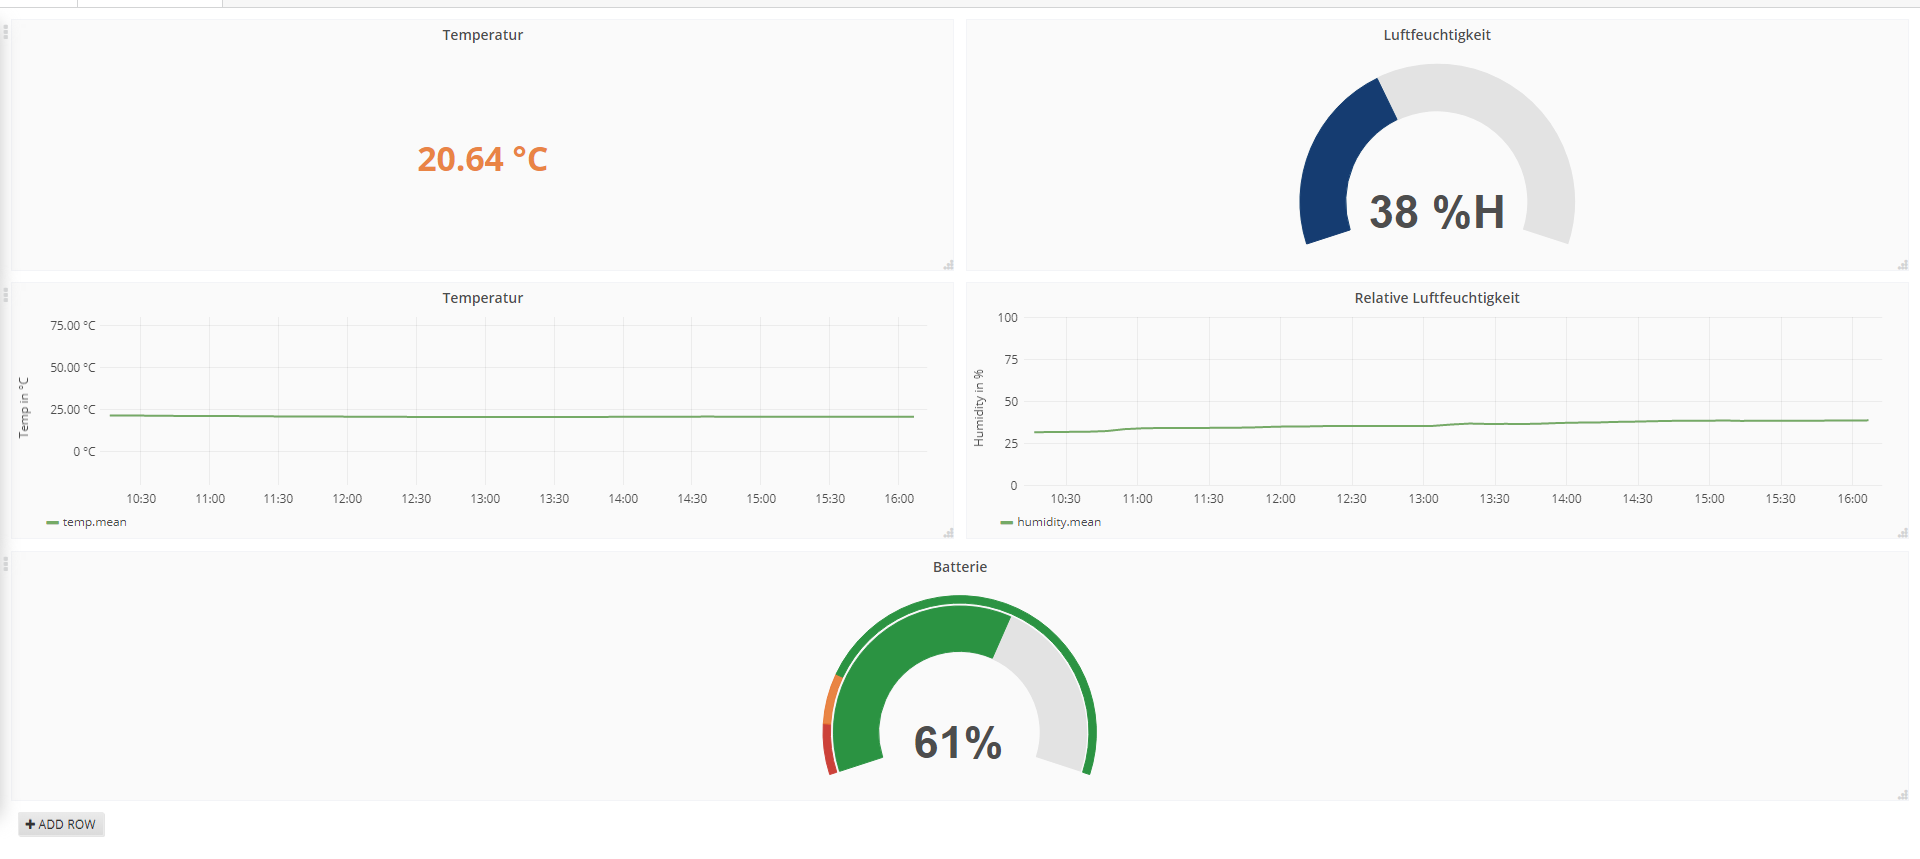 Temperatur
20.64 °C
Luftfeuchtigkeit
38 %H
Temperatur
Temp in °C
75.00 °C
50.00 °C
25.00 °C
0 °C
10:30 11:00 11:30 12:00 12:30 13:00 13:30 14:00 14:30 15:00 15:30 16:00
temp.mean
Relative Luftfeuchtigkeit
Humidity in %
100
75
50
25
0
10:30 11:00 11:30 12:00 12:30 13:00 13:30 14:00 14:30 15:00 15:30 16:00
humidity.mean
Batterie
61%
ADD ROW